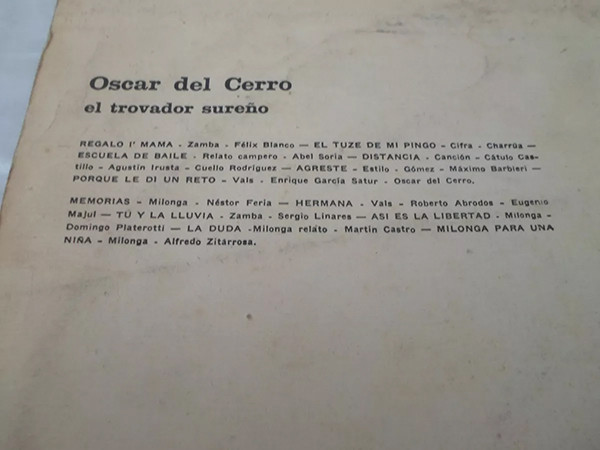 Oscar del Cerro
el trovador sureño
REGALO I' MAMA - Zamba - Félix Blanco — EL TUZE DE MI PINGO - Cifra - Charrúa —
ESCUELA DE BAILE - Relato campero - Abel Soria — DISTANCIA - Canción - Cátulo Cas-
tillo - Agustín Irusta - Cuello Rodríguez — AGRESTE - Estilo - Gómez - Máximo Barbieri —
PORQUE LE DI UN RETO - Vals - Enrique García Satur - Oscar del Cerro.
MEMORIAS - Milonga - Néstor Feria — HERMANA - Vals - Roberto Abrodos - Eugenio
Majul — TÚ Y LA LLUVIA - Zamba - Sergio Linares — ASI ES LA LIBERTAD - Milonga -
Domingo Platerotti — LA DUDA -Milonga relato - Martín Castro — MILONGA PARA UNA
NIÑA - Milonga - Alfredo Zitarrosa.